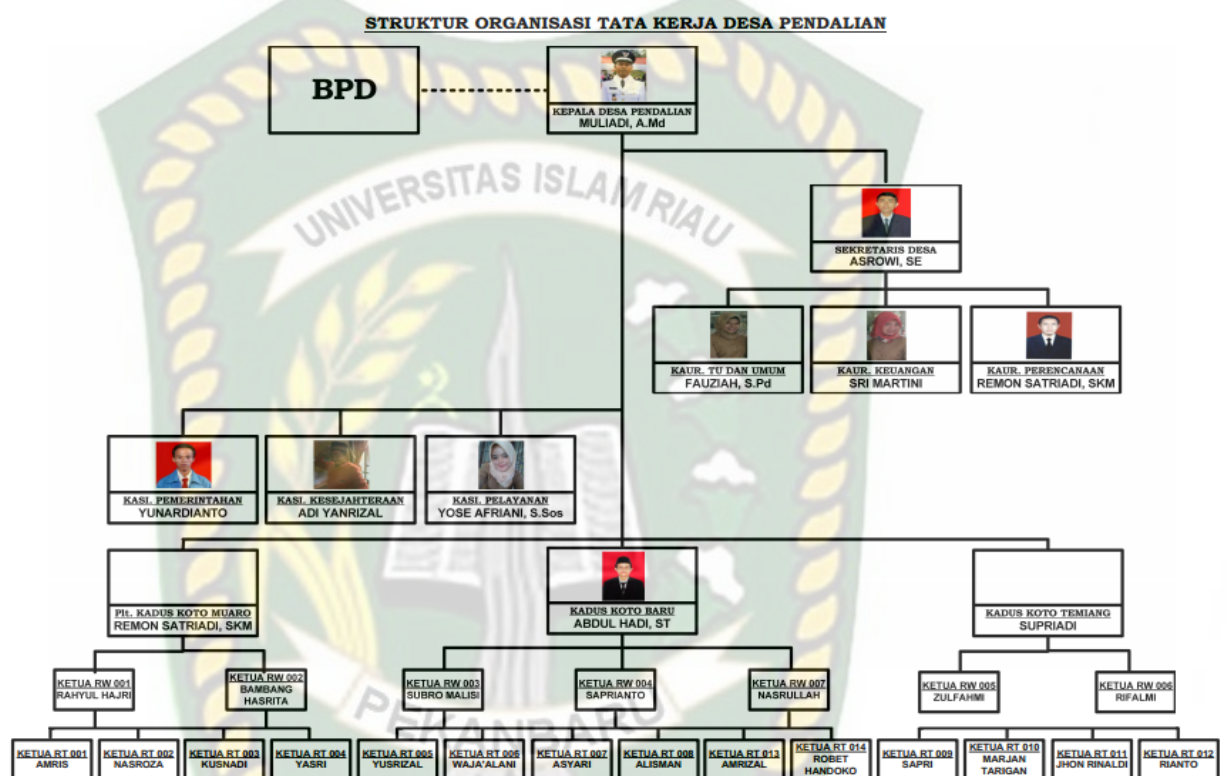 STRUKTUR ORGANISASI TATA KERJA DESA PENDALIAN
BPD
KEPALA DESA PENDALIAN
MULIADI, A.Md
UNIVERSITAS ISLAM RIAU
SEKRETARIS DESA
ASROWI, SE
KAUR. TU DAN UMUM
FAUZIAH, S.Pd
KAUR. KEUANGAN
SRI MARTINI
KAUR. PERENCANAAN
REMON SATRIADI, SKM
KASI. PEMERINTAHAN
YUNARDIANTO
KASI. KESEJAHTERAAN
ADI YANRIZAL
KASI. PELAYANAN
YOSE AFRIANI, S.Sos
Plt. KADUS KOTO MUARO
REMON SATRIADI, SKM
KADUS KOTO BARU
ABDUL HADI, ST
KADUS KOTO TEMIANG
SUPRIADI
KETUA RW 001
RAHYUL HAJRI
KETUA RW 002
BAMBANG
HASRITA
KETUA RW 003
SUBRO MALISI
KETUA RW 004
SAPRIANTO
KETUA RW 007
NASRULLAH
KETUA RW 005
ZULFAHMI
KETUA RW 006
RIFALMI
PEKANBARU
KETUA RT 001
AMRIS
KETUA RT 002
NASROZA
KETUA RT 003
KUSNADI
KETUA RT 004
YASRI
KETUA RT 005
YUSRIZAL
KETUA RT 006
WAJA'ALANI
KETUA RT 007
ASYARI
KETUA RT 008
ALISMAN
KETUA RT 013
AMRIZAL
KETUA RT 014
ROBET
HANDOKO
KETUA RT 009
SAPRI
KETUA RT 010
MARJAN
TARIGAN
KETUA RT 011
JHON RINALDI
KETUA RT 012
RIANTO